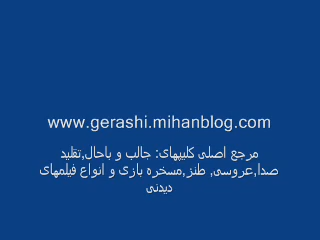 www.gerashi.mihanblog.com
مرجع اصلی کلیپهای: جالب و باحال,تقلید
صدا,عروسی, طنز,مسخره بازی و انواع فیلمهای
دیدنی